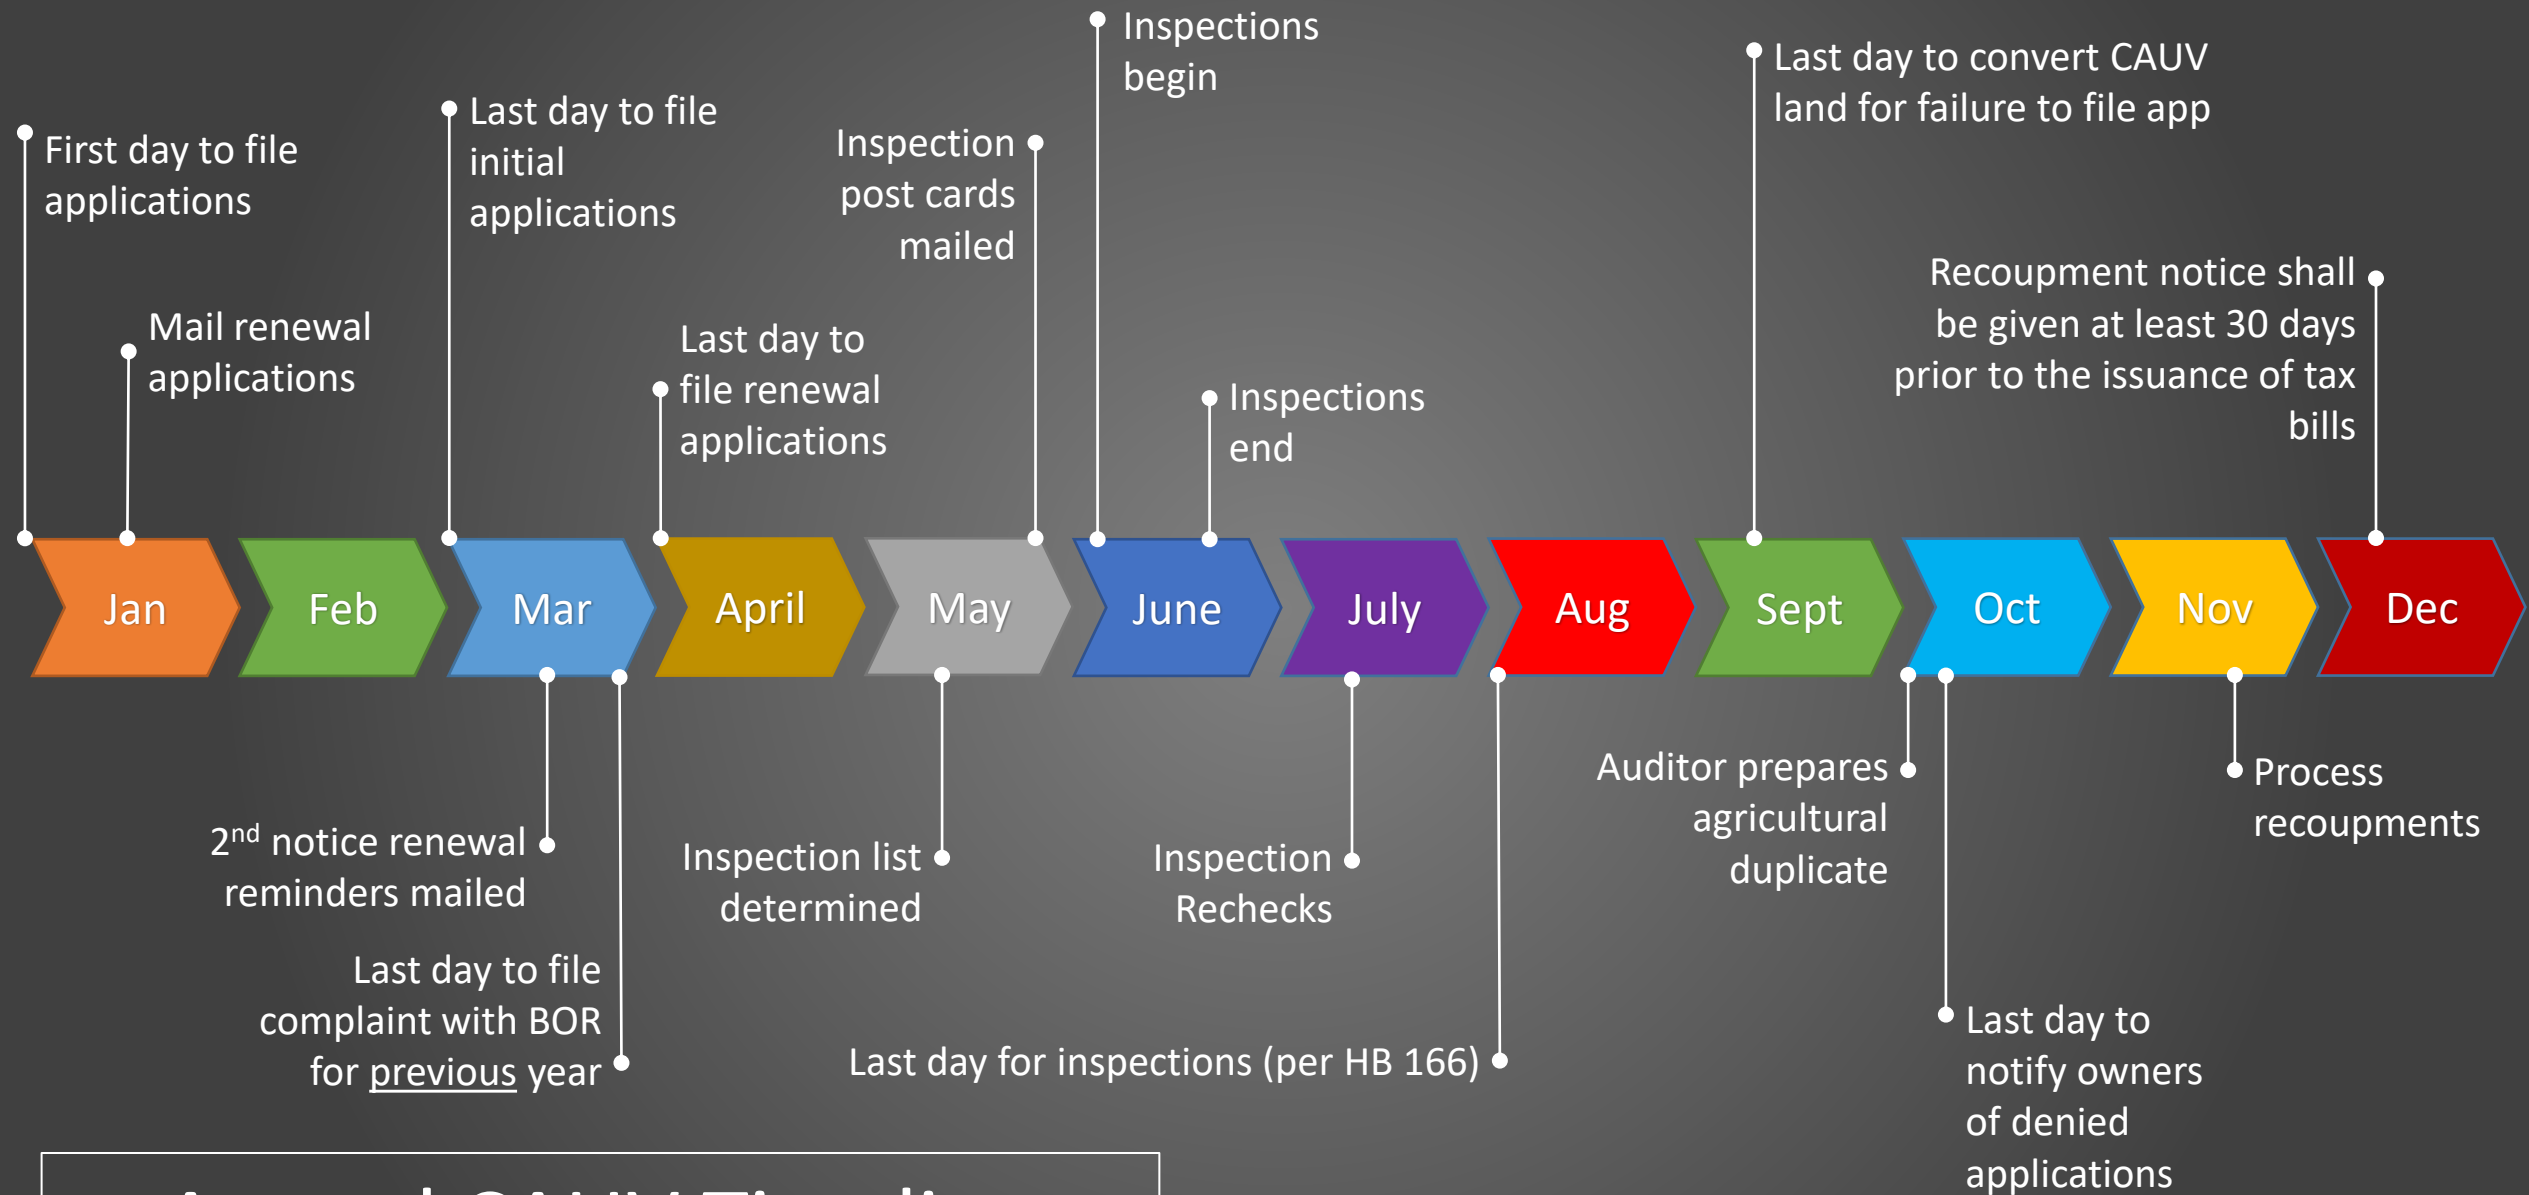 Inspections
begin
Last day to convert CAUV
land for failure to file app
Last day to file
initial
applications
First day to file
applications
Inspection
post cards
mailed
Recoupment notice shall
be given at least 30 days
prior to the issuance of tax
bills
Mail renewal
applications
Last day to
file renewal
applications
Inspections
end
Jan
Feb
Mar
April
May
June
July
Aug
Sept
Oct
Nov
Dec
2nd notice renewal
reminders mailed
Last day to file
complaint with BOR
for previous year
Inspection list
determined
Inspection
Rechecks
Last day for inspections (per HB 166)
Auditor prepares
agricultural
duplicate
Last day to
notify owners
of denied
applications
Process
recoupments
CAUV